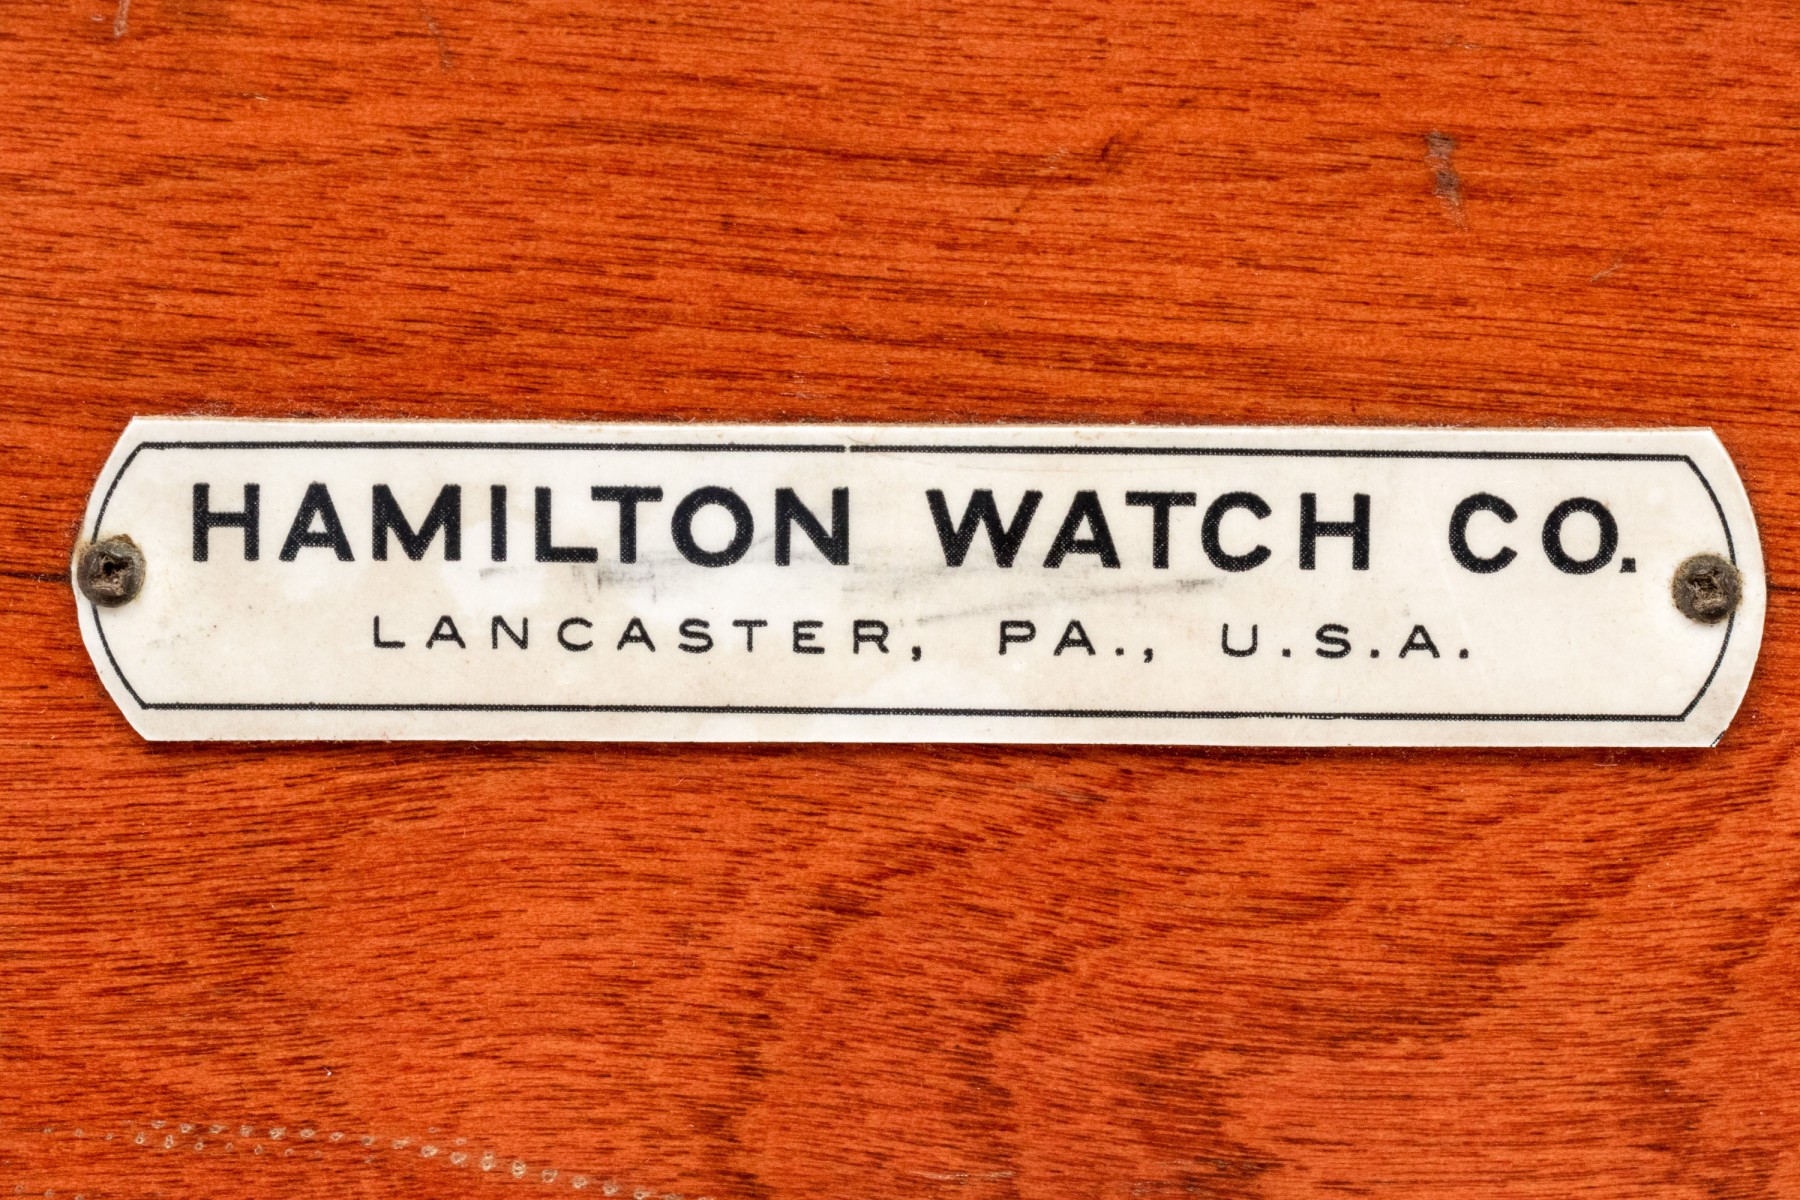 HAMILTON WATCH CO.
LANCASTER, PA., U.S.A.